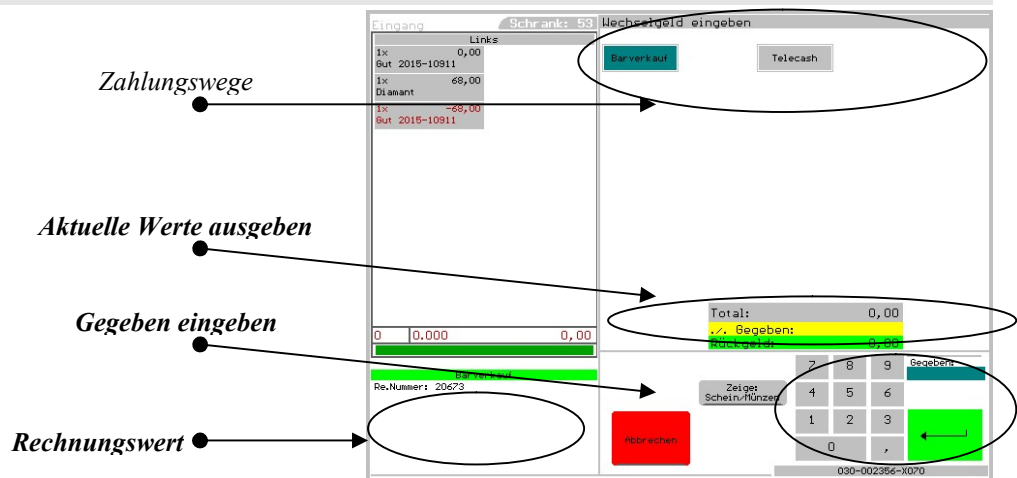 Eingang Schrank: 53 Wechselgeld eingeben
Links
1x 0,00
Gut 2015-10911
1x 68,00
Diamant
1x -68,00
Gut 2015-10911
Barverkauf Telecash
Zahlungswege
Aktuelle Werte ausgeben
Gegeben eingeben
Rechnungswert
0 0.000 0,00
Total: 0,00
./. Gegeben:
Rückgeld: 0,00
Barverkauf
Re.Nummer: 20673
Zeige:
Schein/Münzen
Abbrechen
7 8 9 Gegeben:
4 5 6
1 2 3
0 ,
030-002356-X070